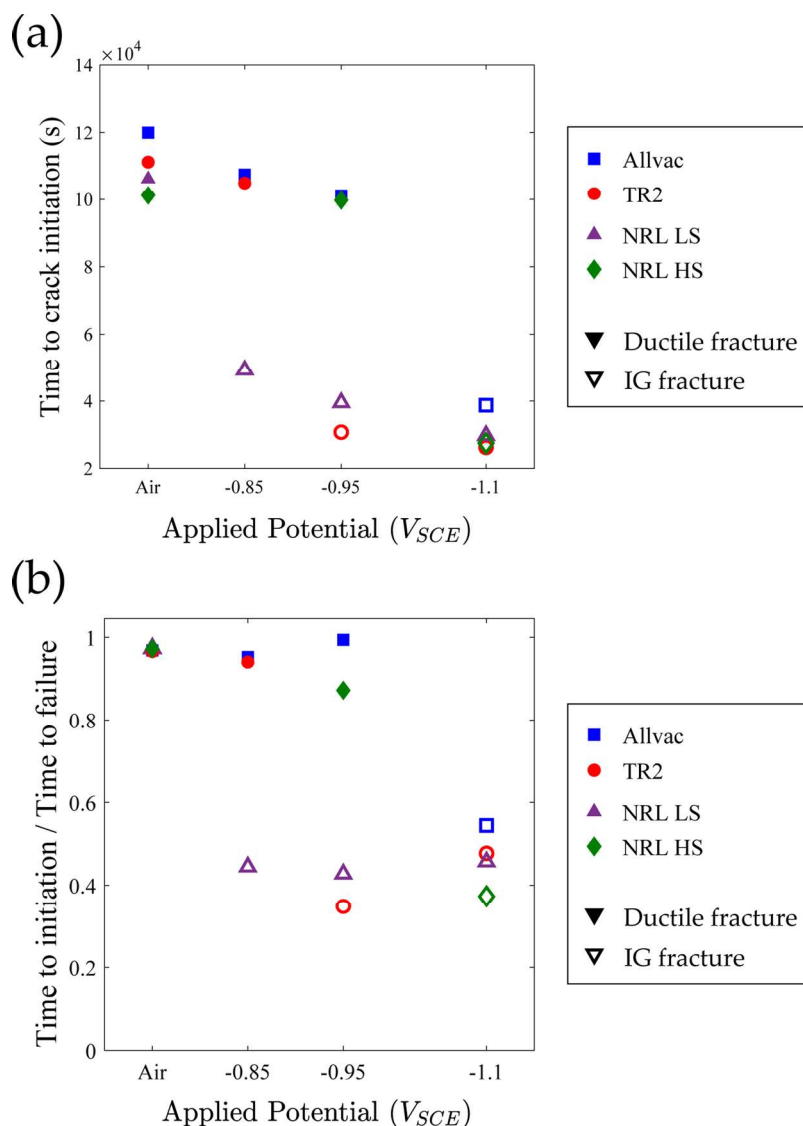 (a)
×10⁴
14
12
10
8
6
4
2
Time to crack initiation (s)
Air
-0.85
-0.95
-1.1
Applied Potential (V_SCE)
Allvac
TR2
NRL LS
NRL HS
Ductile fracture
IG fracture
(b)
1
0.8
0.6
0.4
0.2
0
Time to initiation / Time to failure
Air
-0.85
-0.95
-1.1
Applied Potential (V_SCE)
Allvac
TR2
NRL LS
NRL HS
Ductile fracture
IG fracture